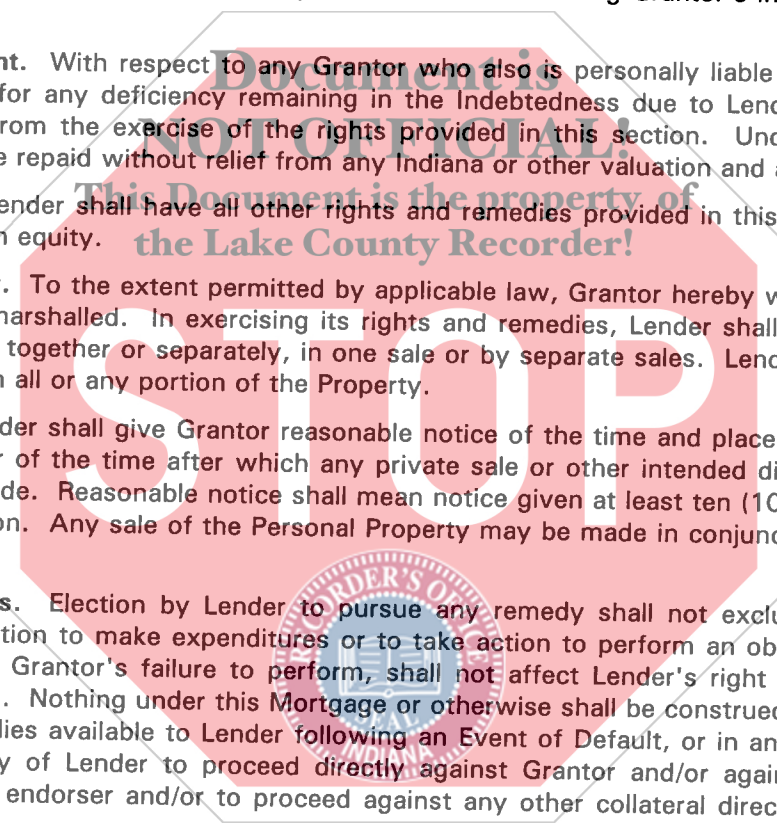 nt. With respect to any Grantor who also is personally liable
for any deficiency remaining in the Indebtedness due to Lend
rom the exercise of the rights provided in this section. Und
e repaid without relief from any Indiana or other valuation and a
ender shall have all other rights and remedies provided in this
n equity.
. To the extent permitted by applicable law, Grantor hereby w
narshalled. In exercising its rights and remedies, Lender shall
together or separately, in one sale or by separate sales. Lend
n all or any portion of the Property.
der shall give Grantor reasonable notice of the time and place
r of the time after which any private sale or other intended di
de. Reasonable notice shall mean notice given at least ten (10
on. Any sale of the Personal Property may be made in conjunc
s. Election by Lender to pursue any remedy shall not exclu
tion to make expenditures or to take action to perform an ob
Grantor's failure to perform, shall not affect Lender's right
. Nothing under this Mortgage or otherwise shall be construed
dies available to Lender following an Event of Default, or in an
y of Lender to proceed directly against Grantor and/or again
endorser and/or to proceed against any other collateral direc
Document is
NOT OFFICIAL!
This Document is the property of
the Lake County Recorder!
STOP
RECORDER'S OFFICE
SEAL
INDIANA